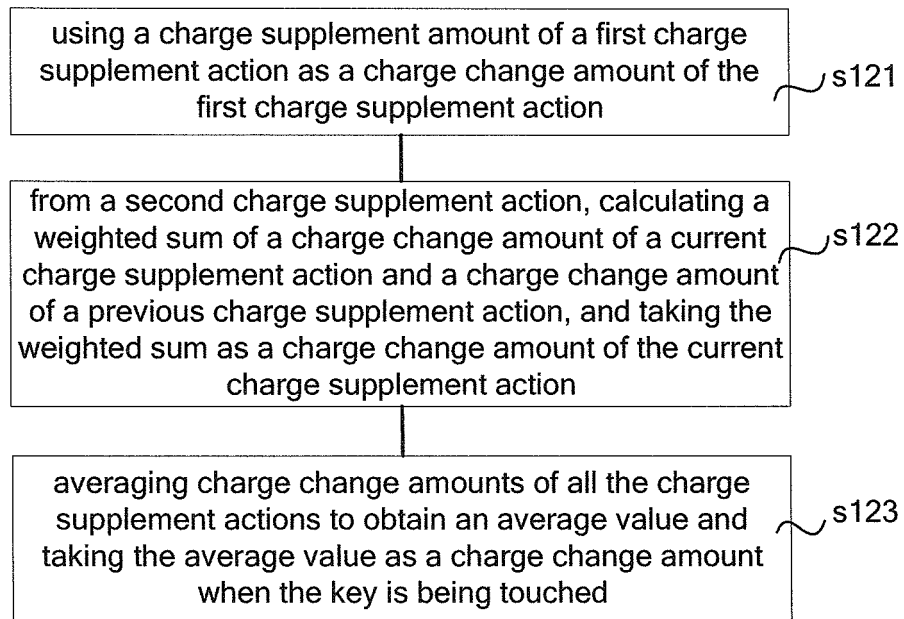 using a charge supplement amount of a first charge
supplement action as a charge change amount of the
first charge supplement action
s121
from a second charge supplement action, calculating a
weighted sum of a charge change amount of a current
charge supplement action and a charge change amount
of a previous charge supplement action, and taking the
weighted sum as a charge change amount of the current
charge supplement action
s122
averaging charge change amounts of all the charge
supplement actions to obtain an average value and
taking the average value as a charge change amount
when the key is being touched
s123